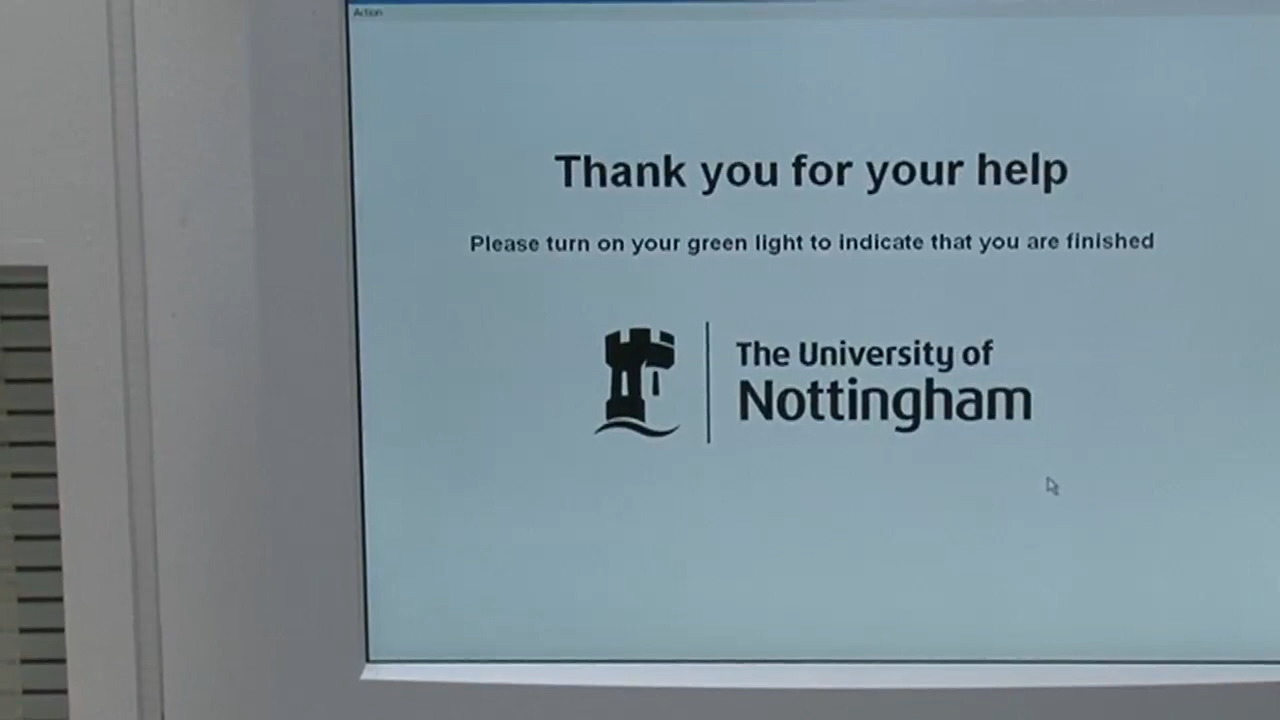 Action
Thank you for your help
Please turn on your green light to indicate that you are finished
The University of
Nottingham